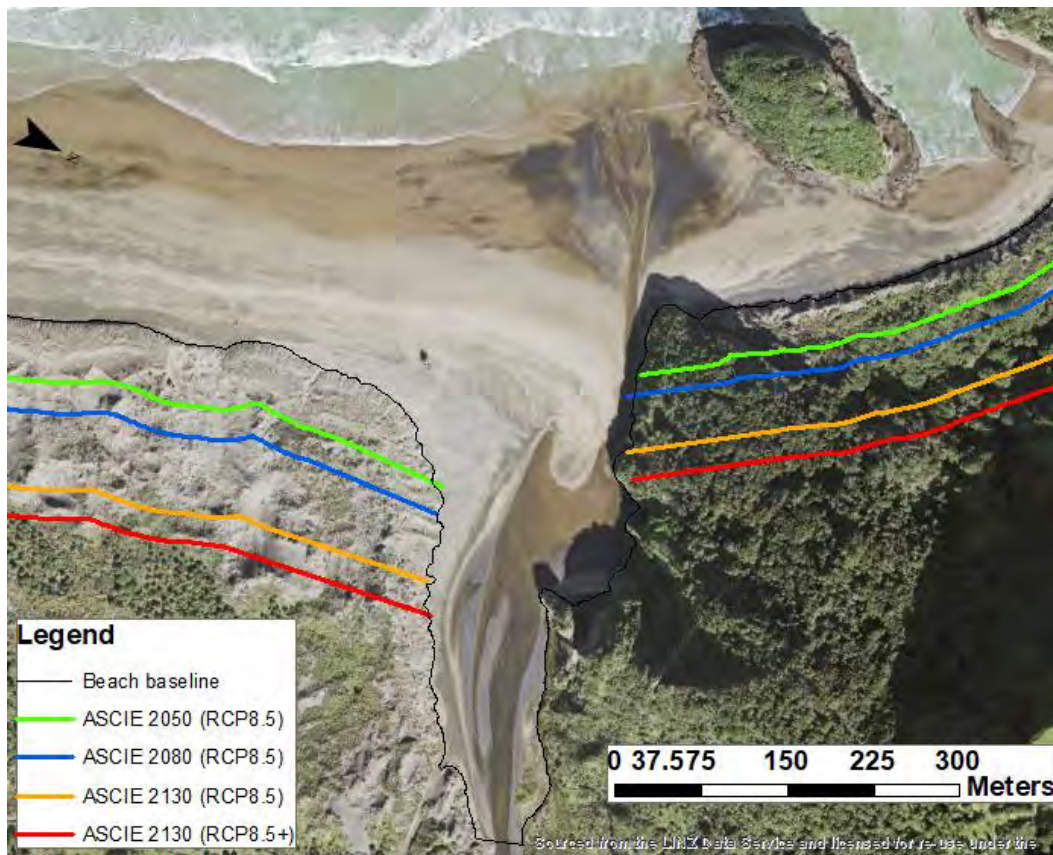 Legend
Beach baseline
ASCIE 2050 (RCP8.5)
ASCIE 2080 (RCP8.5)
ASCIE 2130 (RCP8.5)
ASCIE 2130 (RCP8.5+)
0 37.575 150 225 300
Meters
Sourced from the LINZ Data Service and licensed for re-use under the